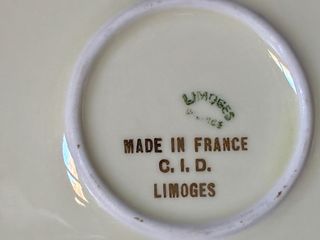 LIMOGES
MADE IN FRANCE
C. I. D.
LIMOGES